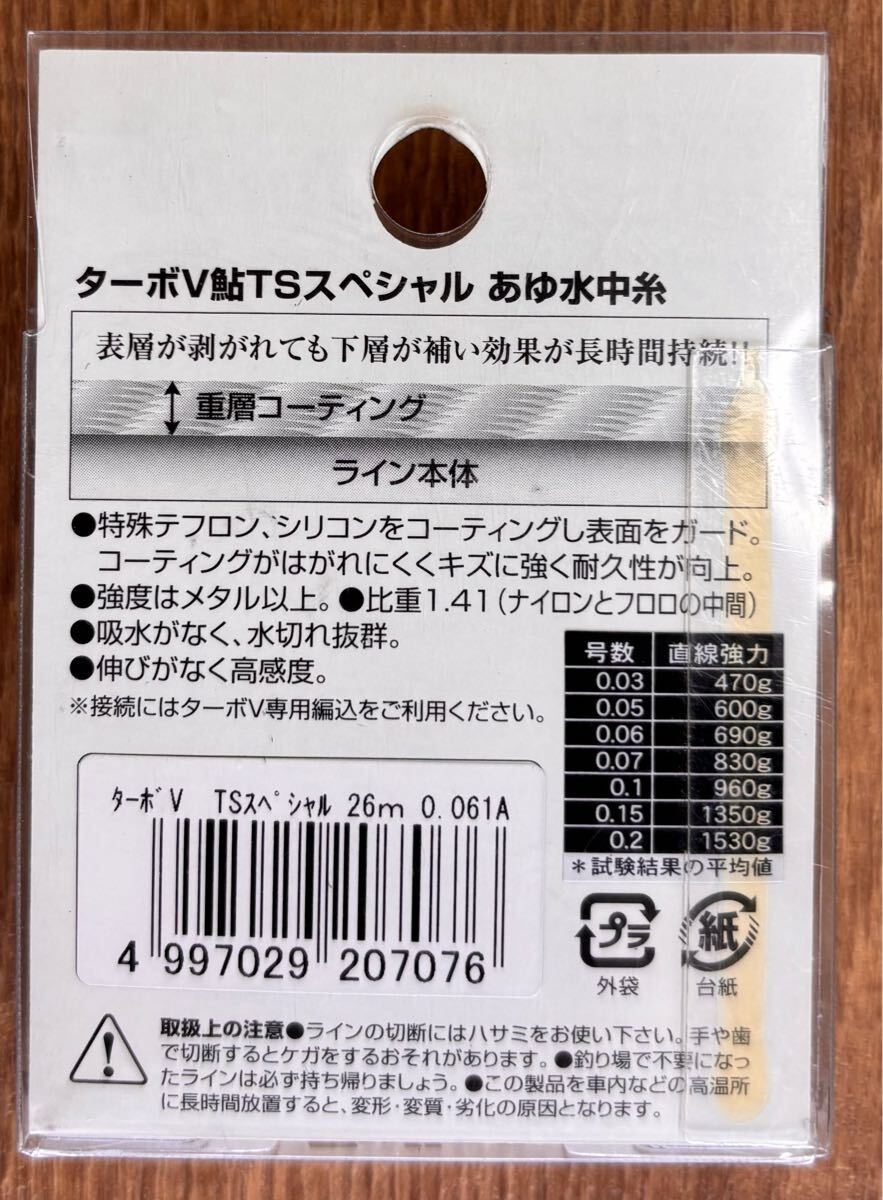 ターボV鮎TSスペシャル あゆ水中糸
表層が剥がれても下層が補い効果が長時間持続!!
重層コーティング
ライン本体
●特殊テフロン、シリコンをコーティングし表面をガード。
コーティングがはがれにくくキズに強く耐久性が向上。
●強度はメタル以上。●比重1.41(ナイロンとフロロの中間)
●吸水がなく、水切れ抜群。
●伸びがなく高感度。
※接続にはターボV専用編込をご利用ください。
号数 直線強力
0.03 470g
0.05 600g
0.06 690g
0.07 830g
0.1 960g
0.15 1350g
0.2 1530g
*試験結果の平均値
ﾀｰﾎﾞV TSｽﾍﾟｼｬﾙ 26m 0.061A
4 997029 207076
プラ
外袋
紙
台紙
取扱上の注意●ラインの切断にはハサミをお使い下さい。手や歯
で切断するとケガをするおそれがあります。●釣り場で不要になっ
たラインは必ず持ち帰りましょう。●この製品を車内などの高温所
に長時間放置すると、変形・変質・劣化の原因となります。